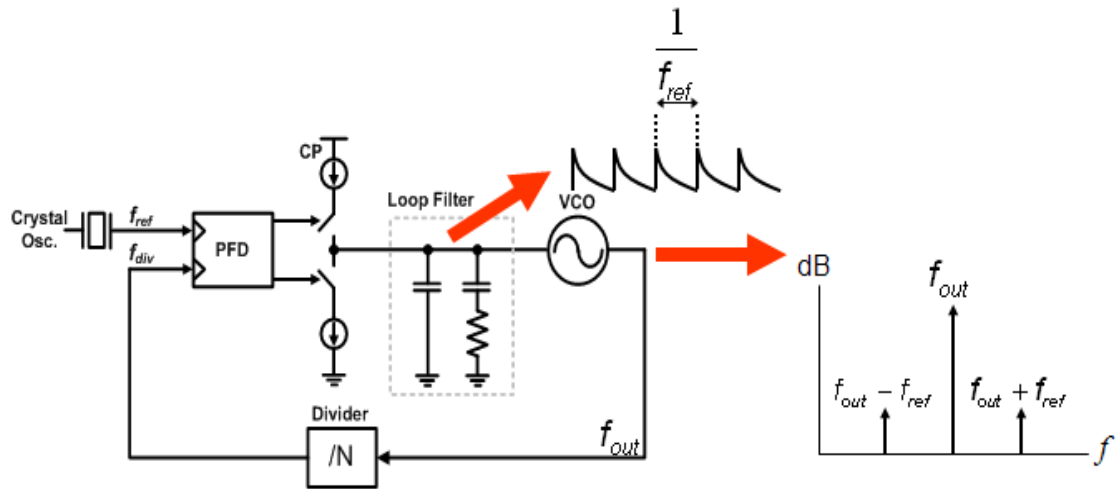 1
f_ref
CP
Loop Filter
VCO
Crystal
Osc.
f_ref
f_div
PFD
dB
f_out
f_out − f_ref
f_out + f_ref
f
Divider
/N
f_out